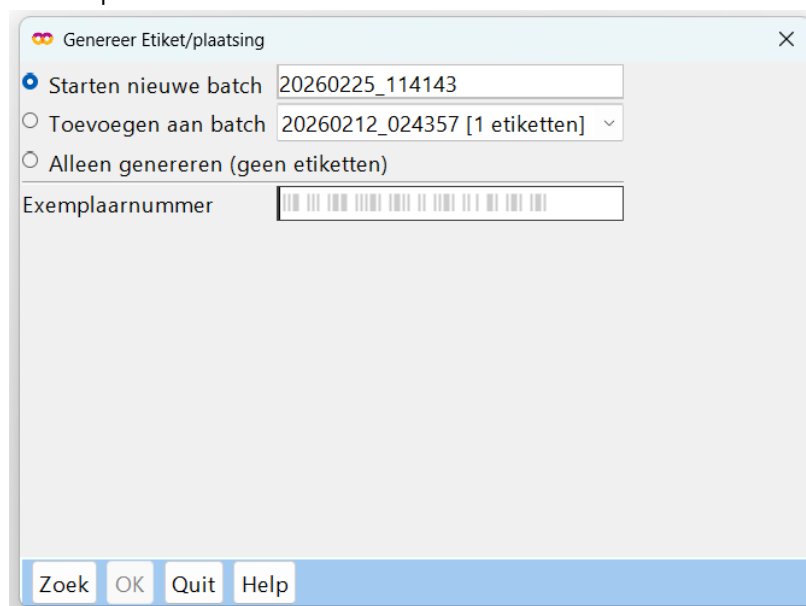 Genereer Etiket/plaatsing
Starten nieuwe batch 20260225_114143
Toevoegen aan batch 20260212_024357 [1 etiketten]
Alleen genereren (geen etiketten)
Exemplaarnummer
Zoek OK Quit Help